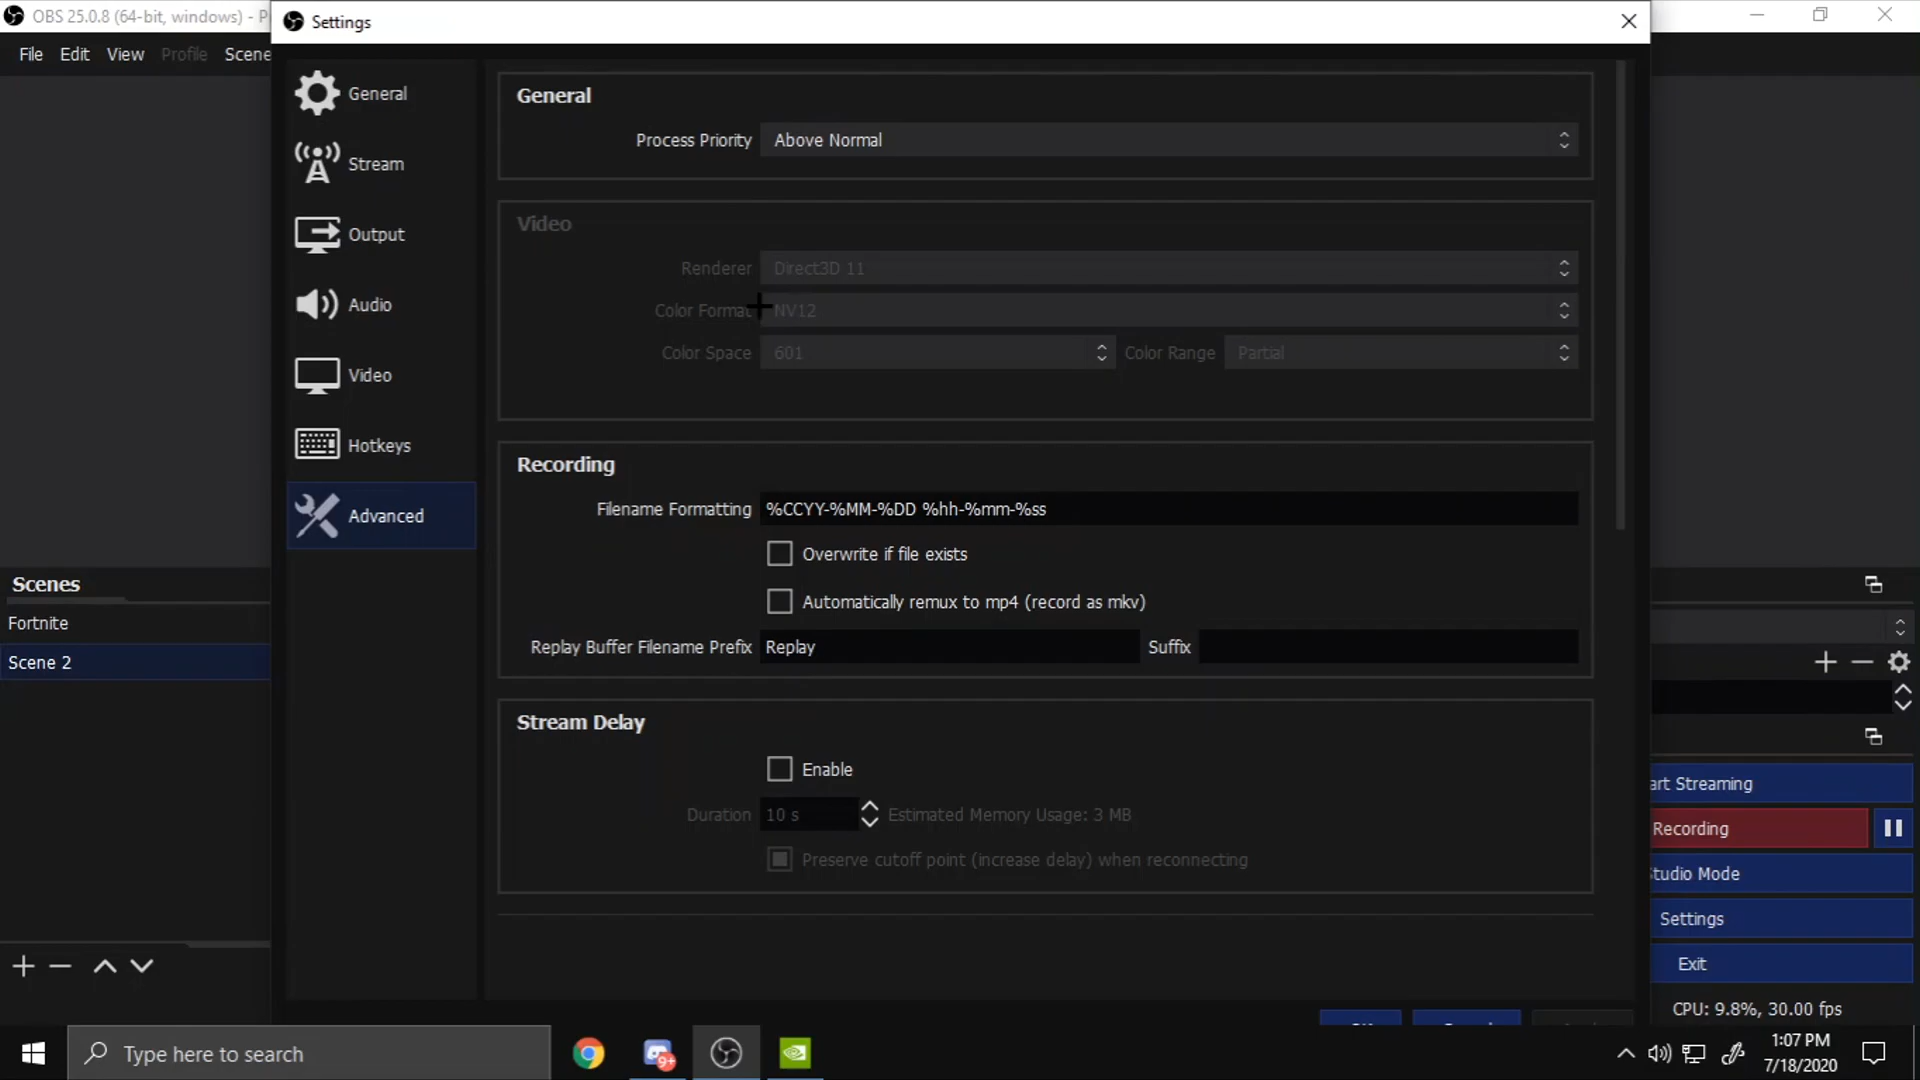 OBS 25.0.8 (64-bit, windows) - P
Settings
File Edit View Profile Scene
General
Stream
Output
Audio
Video
Hotkeys
Advanced
General
Process Priority Above Normal
Video
Renderer Direct3D 11
Color Format NV12
Color Space 601 Color Range Partial
Recording
Filename Formatting %CCYY-%MM-%DD %hh-%mm-%ss
Overwrite if file exists
Automatically remux to mp4 (record as mkv)
Replay Buffer Filename Prefix Replay Suffix
Stream Delay
Enable
Duration 10 s Estimated Memory Usage: 3 MB
Preserve cutoff point (increase delay) when reconnecting
Scenes
Fortnite
Scene 2
art Streaming
Recording
Studio Mode
Settings
Exit
CPU: 9.8%, 30.00 fps
Type here to search
9+
1:07 PM
7/18/2020